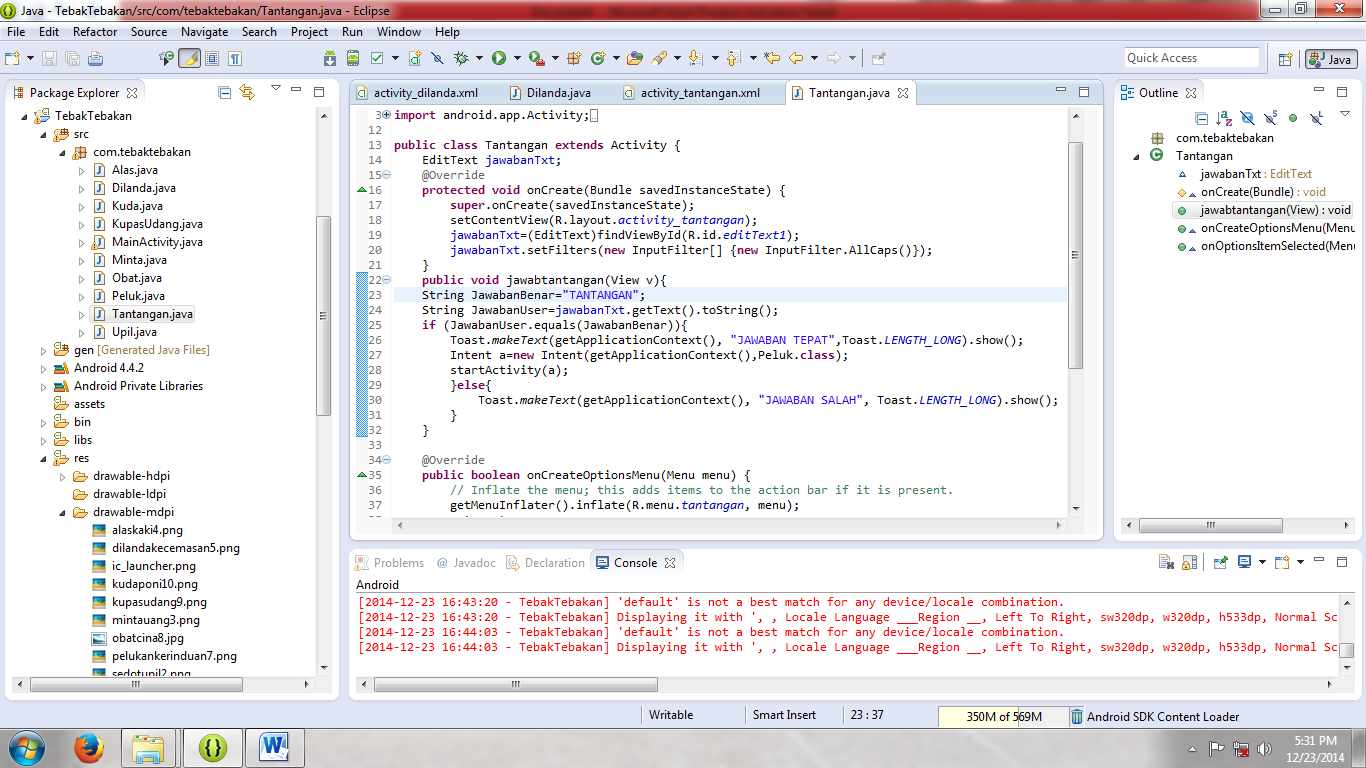 Java - TebakTebakan/src/com/tebaktebakan/Tantangan.java - Eclipse
File Edit Refactor Source Navigate Search Project Run Window Help
Quick Access
Java
Package Explorer
TebakTebakan
src
com.tebaktebakan
Alas.java
Dilanda.java
Kuda.java
KupasUdang.java
MainActivity.java
Minta.java
Obat.java
Peluk.java
Tantangan.java
Upil.java
gen [Generated Java Files]
Android 4.4.2
Android Private Libraries
assets
bin
libs
res
drawable-hdpi
drawable-ldpi
drawable-mdpi
alaskaki4.png
dilandakecemasan5.png
ic_launcher.png
kudaponi10.png
kupasudang9.png
mintauang3.png
obatcina8.jpg
pelukankerinduan7.png
sedotupil2.png
activity_dilanda.xml Dilanda.java activity_tantangan.xml Tantangan.java
3 import android.app.Activity;
12
13 public class Tantangan extends Activity {
14 EditText jawabanTxt;
15 @Override
16 protected void onCreate(Bundle savedInstanceState) {
17 super.onCreate(savedInstanceState);
18 setContentView(R.layout.activity_tantangan);
19 jawabanTxt=(EditText)findViewById(R.id.editText1);
20 jawabanTxt.setFilters(new InputFilter[] {new InputFilter.AllCaps()});
21 }
22 public void jawabtantangan(View v){
23 String JawabanBenar="TANTANGAN";
24 String JawabanUser=jawabanTxt.getText().toString();
25 if (JawabanUser.equals(JawabanBenar)){
26 Toast.makeText(getApplicationContext(), "JAWABAN TEPAT",Toast.LENGTH_LONG).show();
27 Intent a=new Intent(getApplicationContext(),Peluk.class);
28 startActivity(a);
29 }else{
30 Toast.makeText(getApplicationContext(), "JAWABAN SALAH", Toast.LENGTH_LONG).show();
31 }
32 }
33
34 @Override
35 public boolean onCreateOptionsMenu(Menu menu) {
36 // Inflate the menu; this adds items to the action bar if it is present.
37 getMenuInflater().inflate(R.menu.tantangan, menu);
Outline
com.tebaktebakan
Tantangan
jawabanTxt : EditText
onCreate(Bundle) : void
jawabtantangan(View) : void
onCreateOptionsMenu(Menu
onOptionsItemSelected(Menu
Problems Javadoc Declaration Console
Android
[2014-12-23 16:43:20 - TebakTebakan] 'default' is not a best match for any device/locale combination.
[2014-12-23 16:43:20 - TebakTebakan] Displaying it with ', , Locale Language ___Region __, Left To Right, sw320dp, w320dp, h533dp, Normal Sc
[2014-12-23 16:44:03 - TebakTebakan] 'default' is not a best match for any device/locale combination.
[2014-12-23 16:44:03 - TebakTebakan] Displaying it with ', , Locale Language ___Region __, Left To Right, sw320dp, w320dp, h533dp, Normal Sc
Writable Smart Insert 23 : 37 350M of 569M Android SDK Content Loader
5:31 PM
12/23/2014